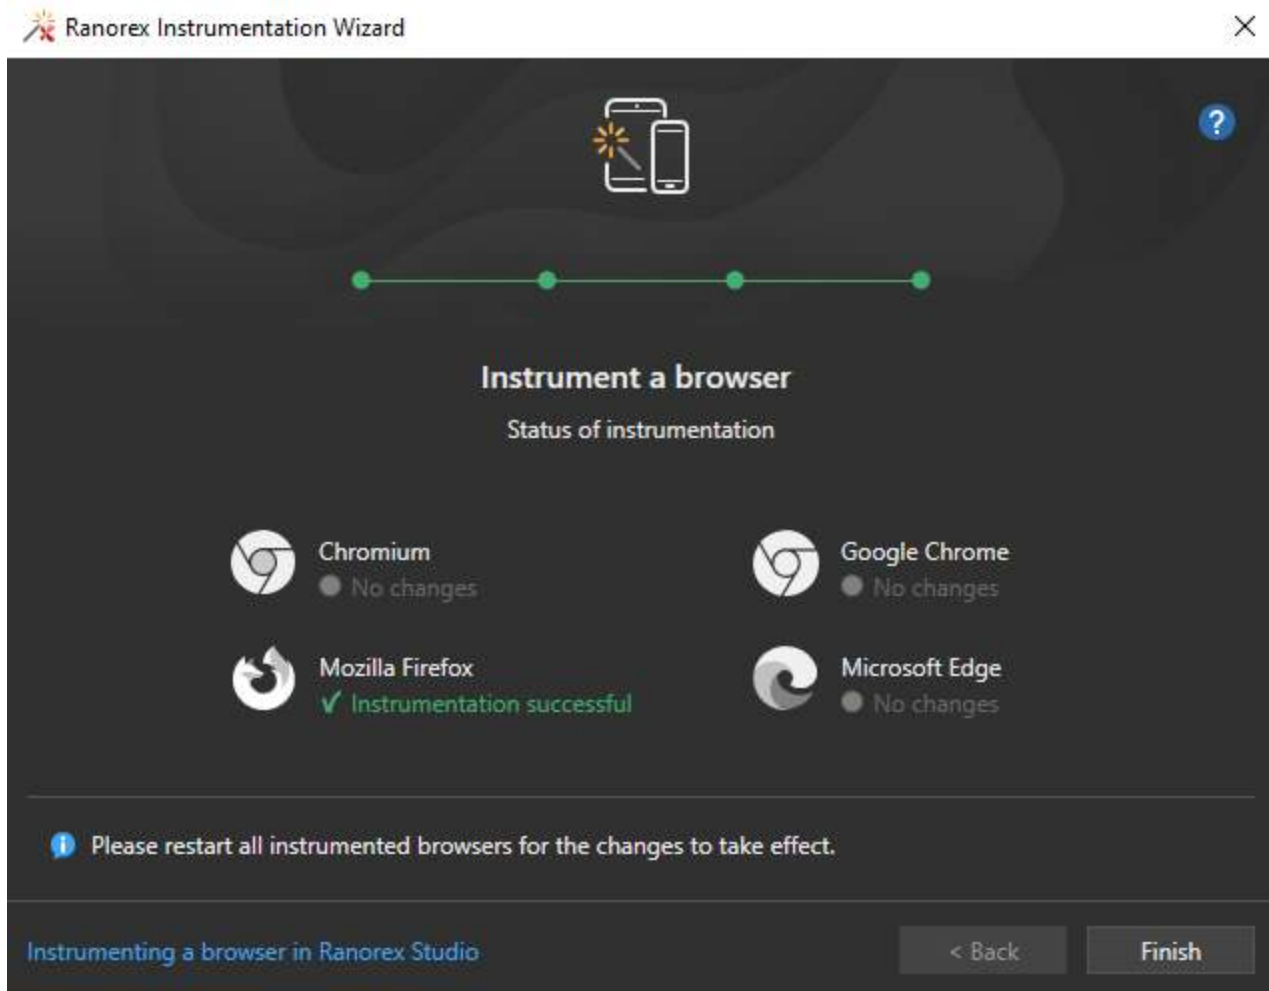 Ranorex Instrumentation Wizard
?
Instrument a browser
Status of instrumentation
Chromium
No changes
Google Chrome
No changes
Mozilla Firefox
Instrumentation successful
Microsoft Edge
No changes
Please restart all instrumented browsers for the changes to take effect.
Instrumenting a browser in Ranorex Studio
< Back
Finish